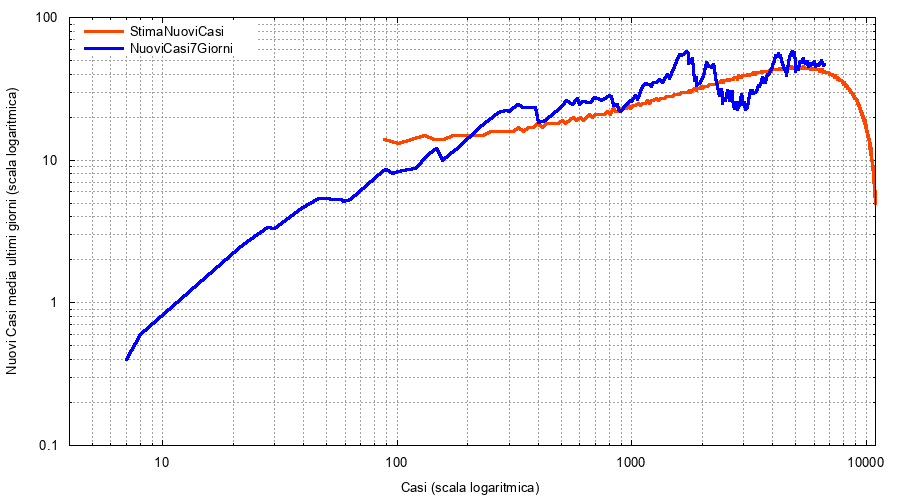 100
StimaNuoviCasi
NuoviCasi7Giorni
10
1
0.1
10
100
1000
10000
Nuovi Casi media ultimi giorni (scala logaritmica)
Casi (scala logaritmica)